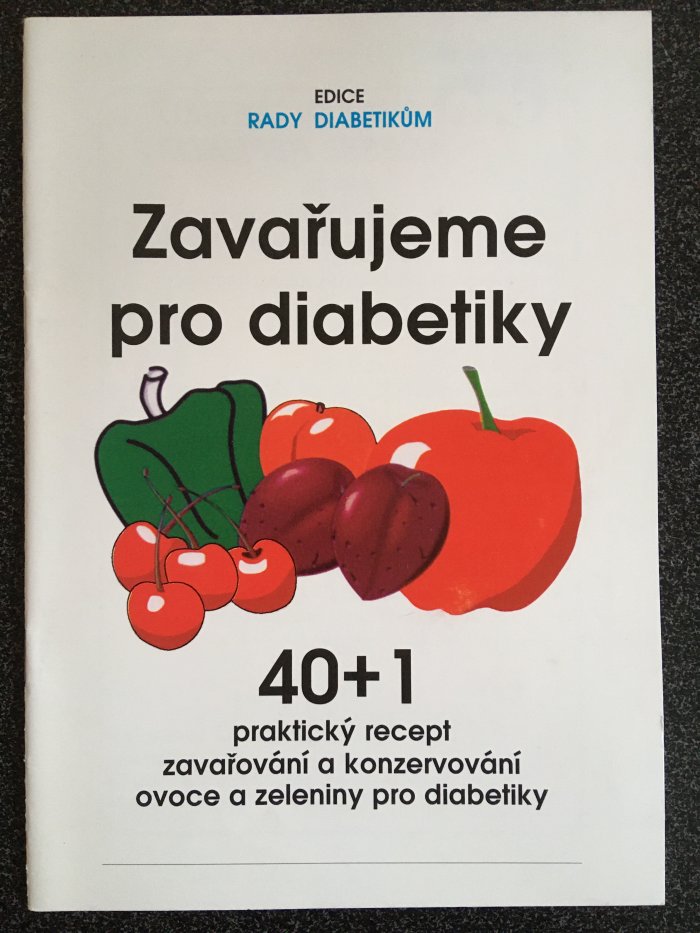 EDICE
RADY DIABETIKŮM
Zavařujeme
pro diabetiky
40+1
praktický recept
zavařování a konzervování
ovoce a zeleniny pro diabetiky